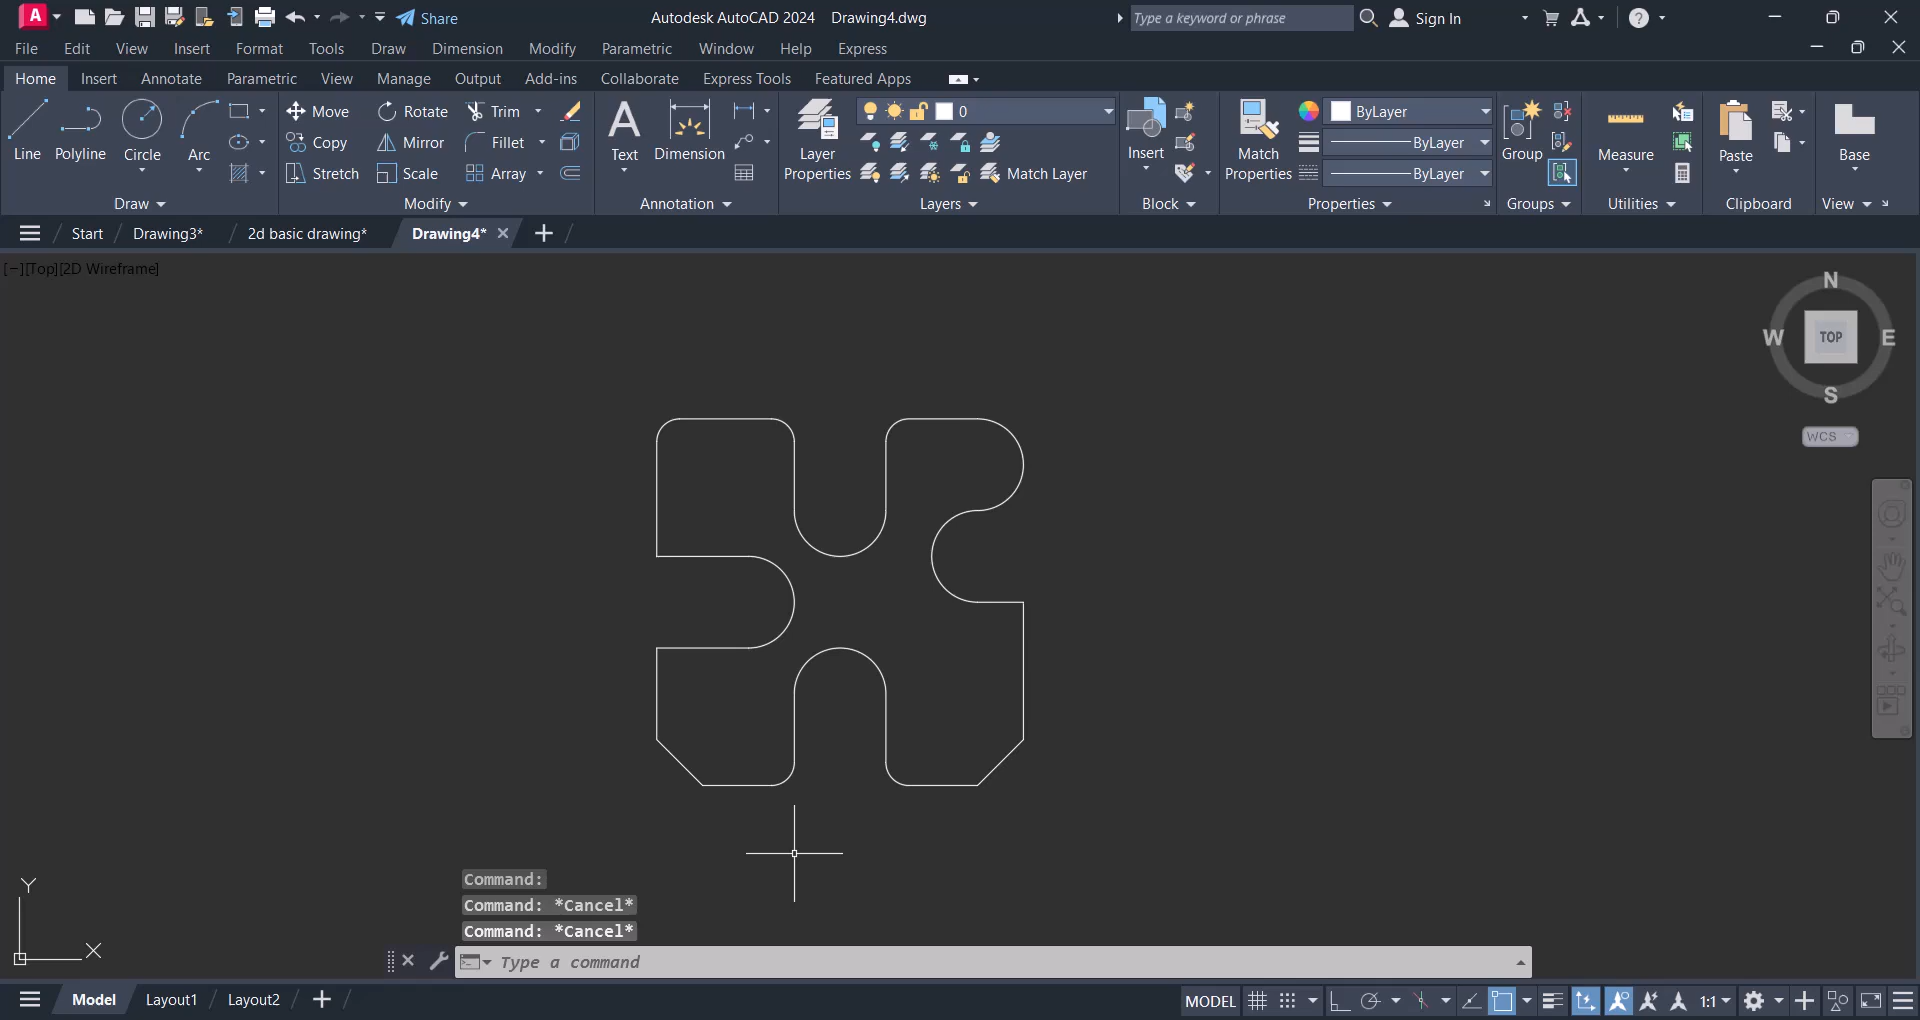 A Share Autodesk AutoCAD 2024 Drawing4.dwg Type a keyword or phrase Sign In ?
File Edit View Insert Format Tools Draw Dimension Modify Parametric Window Help Express
Home Insert Annotate Parametric View Manage Output Add-ins Collaborate Express Tools Featured Apps
Move Rotate Trim 0 ByLayer
Copy Mirror Fillet ByLayer
Line Polyline Circle Arc Text Dimension Layer Properties Insert Match Properties Group Measure Paste Base
Stretch Scale Array Match Layer ByLayer
Draw Modify Annotation Layers Block Properties Groups Utilities Clipboard View
Start Drawing3* 2d basic drawing* Drawing4*
[−][Top][2D Wireframe]
N
W TOP E
S
WCS
Y
X
Command:
Command: *Cancel*
Command: *Cancel*
Type a command
Model Layout1 Layout2 MODEL 1:1